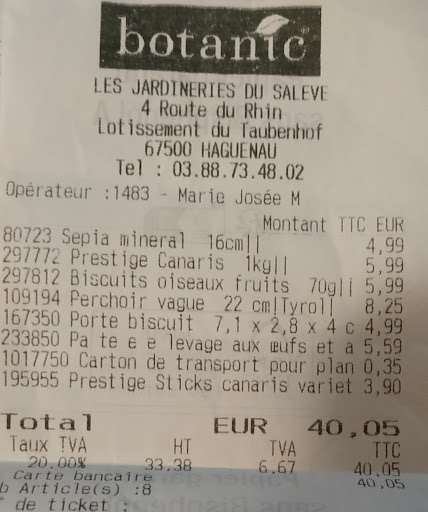 botanic
LES JARDINERIES DU SALEVE
4 Route du Rhin
Lotissement du Taubenhof
67500 HAGUENAU
Tel : 03.88.73.48.02
Opérateur :1483 - Marie Josée M
Montant TTC EUR
80723 Sepia mineral 16cm|| 4,99
297772 Prestige Canaris 1kg|| 5,99
297812 Biscuits oiseaux fruits 70g|| 5,99
109194 Perchoir vague 22 cm|Tyrol| 8,25
167350 Porte biscuit 7,1 x 2,8 x 4 c 4,99
233850 Pa te e e levage aux œufs et a 5,59
1017750 Carton de transport pour plan 0,35
195955 Prestige Sticks canaris variet 3,90
Total EUR 40,05
Taux TVA HT TVA TTC
20.00% 33.38 6.67 40.05
Carte bancaire 40,05
b Article(s) :8
de ticket :